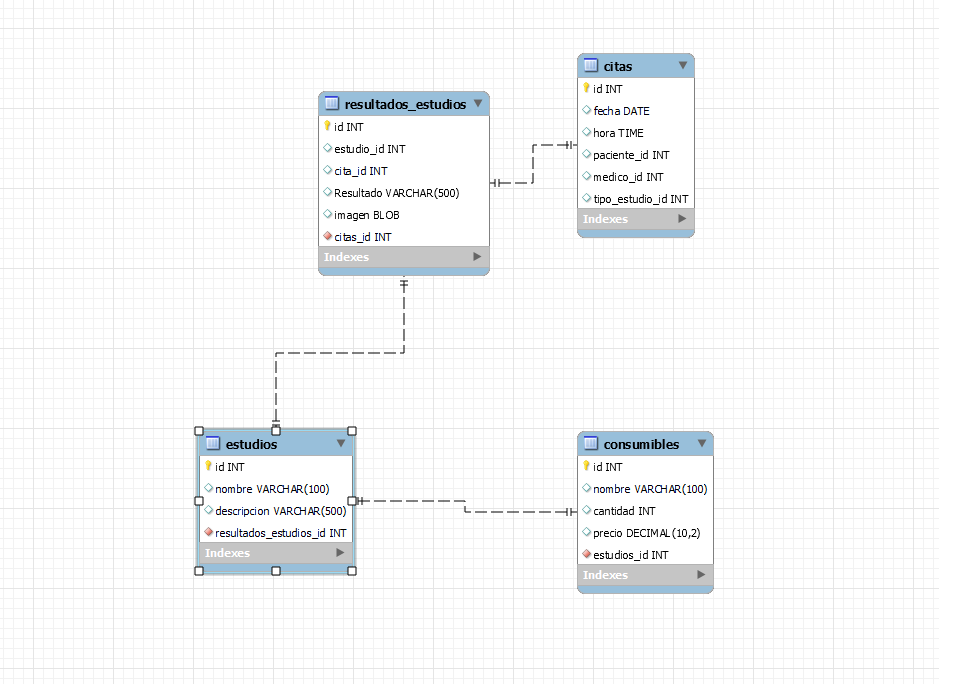 resultados_estudios
id INT
estudio_id INT
cita_id INT
Resultado VARCHAR(500)
imagen BLOB
citas_id INT
Indexes
citas
id INT
fecha DATE
hora TIME
paciente_id INT
medico_id INT
tipo_estudio_id INT
Indexes
estudios
id INT
nombre VARCHAR(100)
descripcion VARCHAR(500)
resultados_estudios_id INT
Indexes
consumibles
id INT
nombre VARCHAR(100)
cantidad INT
precio DECIMAL(10,2)
estudios_id INT
Indexes